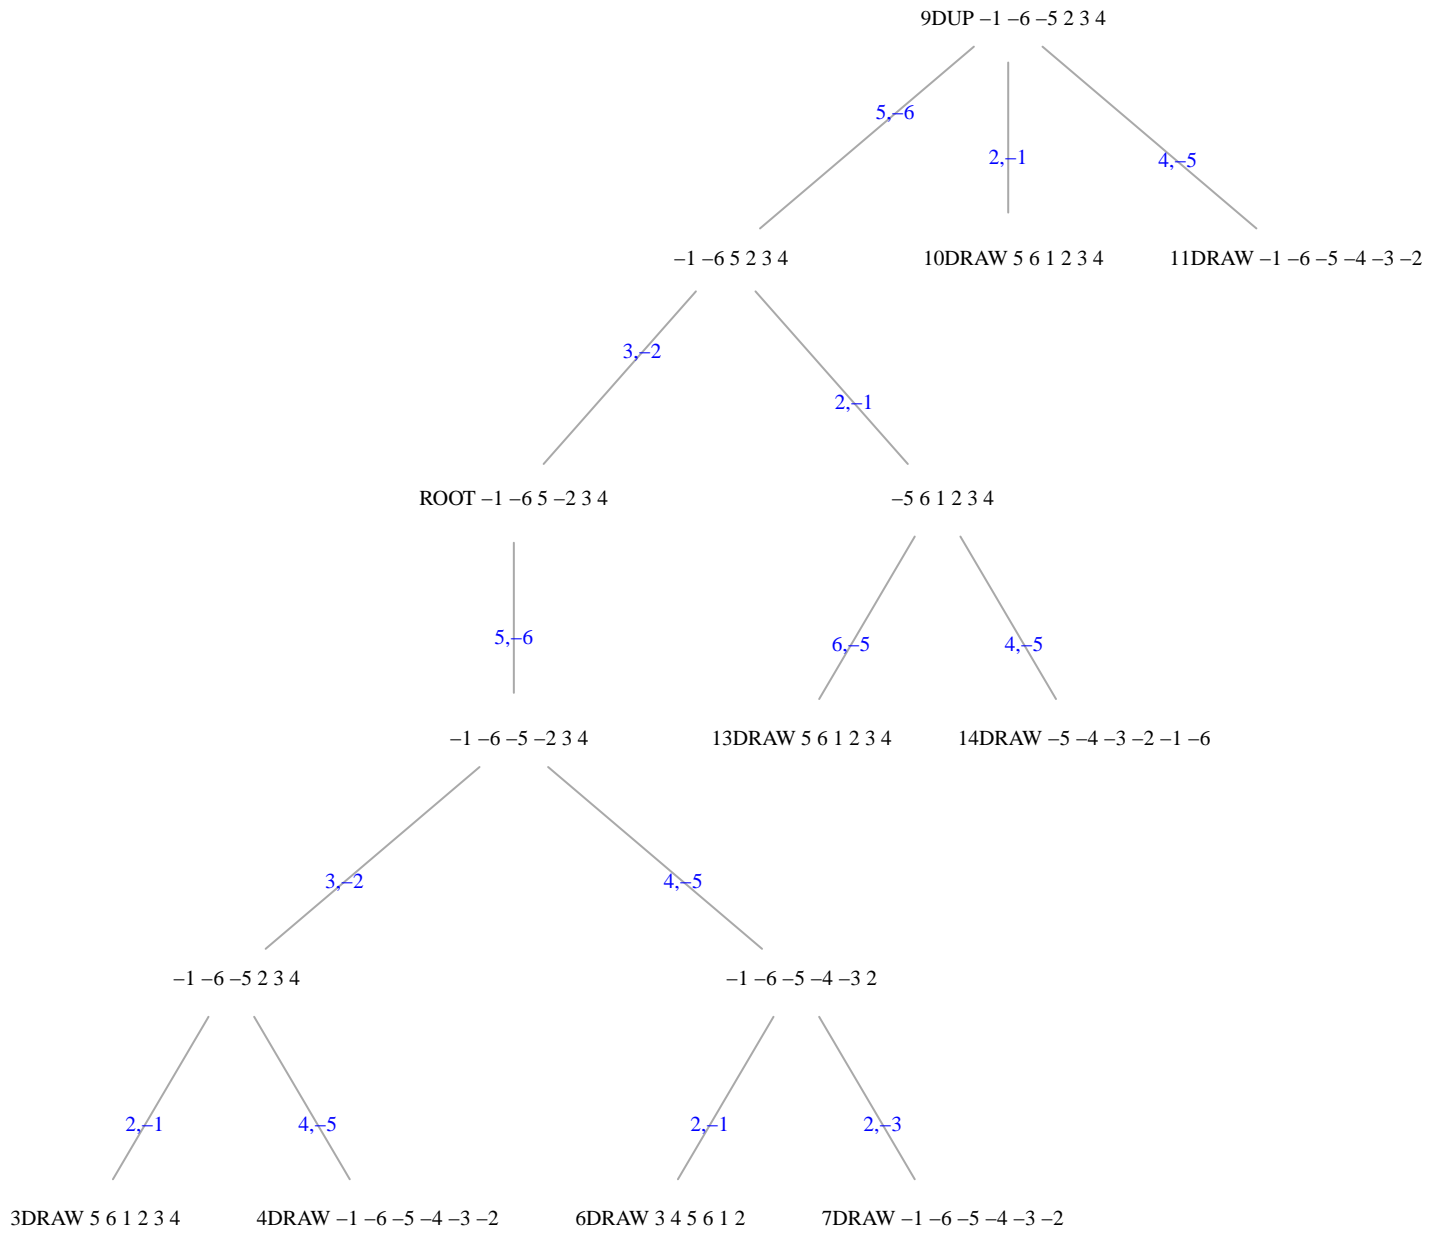 9DUP –1 –6 –5 2 3 4
5,–6
2,–1
4,–5
–1 –6 5 2 3 4
10DRAW 5 6 1 2 3 4
11DRAW –1 –6 –5 –4 –3 –2
3,–2
2,–1
ROOT –1 –6 5 –2 3 4
–5 6 1 2 3 4
5,–6
6,–5
4,–5
–1 –6 –5 –2 3 4
13DRAW 5 6 1 2 3 4
14DRAW –5 –4 –3 –2 –1 –6
3,–2
4,–5
–1 –6 –5 2 3 4
–1 –6 –5 –4 –3 2
2,–1
4,–5
2,–1
2,–3
3DRAW 5 6 1 2 3 4
4DRAW –1 –6 –5 –4 –3 –2
6DRAW 3 4 5 6 1 2
7DRAW –1 –6 –5 –4 –3 –2